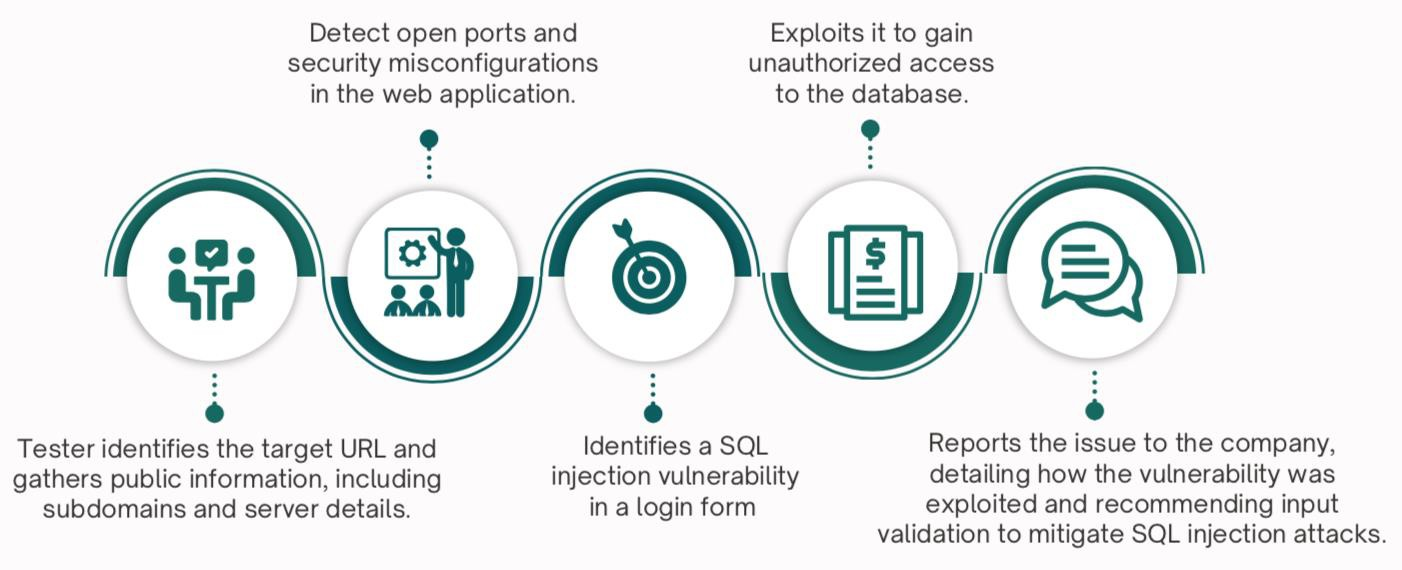 Tester identifies the target URL and
gathers public information, including
subdomains and server details.
Detect open ports and
security misconfigurations
in the web application.
Identifies a SQL
injection vulnerability
in a login form
Exploits it to gain
unauthorized access
to the database.
$
Reports the issue to the company,
detailing how the vulnerability was
exploited and recommending input
validation to mitigate SQL injection attacks.